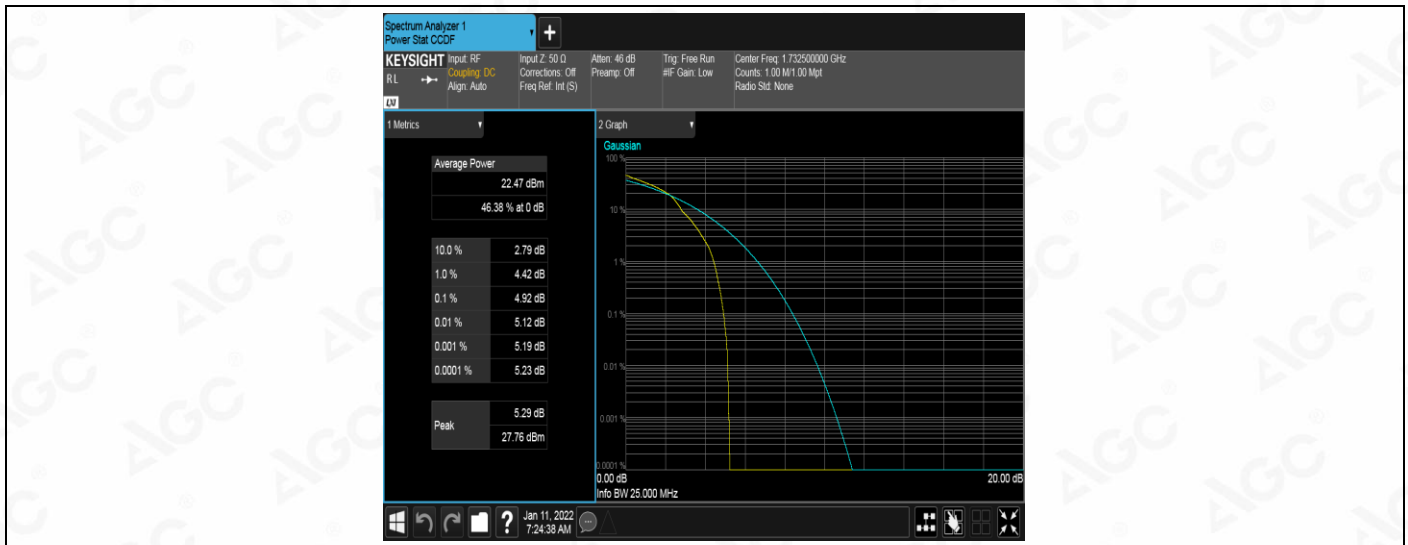 Spectrum Analyzer 1
Power Stat CCDF
KEYSIGHT
Input: RF
Coupling: DC
Align: Auto
Input Z: 50 Ω
Corrections: Off
Freq Ref: Int (S)
Atten: 46 dB
Preamp: Off
Trig: Free Run
#IF Gain: Low
Center Freq: 1.732500000 GHz
Counts: 1.00 M/1.00 Mpt
Radio Std: None
R L
LXI
1 Metrics
Average Power
22.47 dBm
46.38 % at 0 dB
10.0 % 2.79 dB
1.0 % 4.42 dB
0.1 % 4.92 dB
0.01 % 5.12 dB
0.001 % 5.19 dB
0.0001 % 5.23 dB
Peak
5.29 dB
27.76 dBm
2 Graph
Gaussian
100 %
10 %
1 %
0.1 %
0.01 %
0.001 %
0.0001 %
0.00 dB
20.00 dB
Info BW 25.000 MHz
?
Jan 11, 2022
7:24:38 AM
AGC